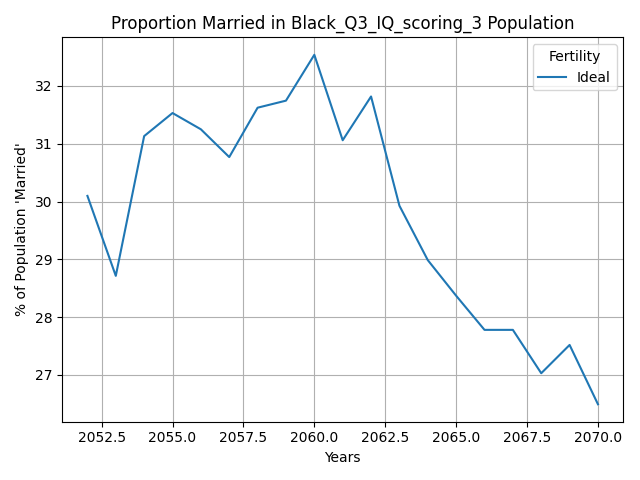 Proportion Married in Black_Q3_IQ_scoring_3 Population
Fertility
Ideal
% of Population 'Married'
32
31
30
29
28
27
2052.5 2055.0 2057.5 2060.0 2062.5 2065.0 2067.5 2070.0
Years